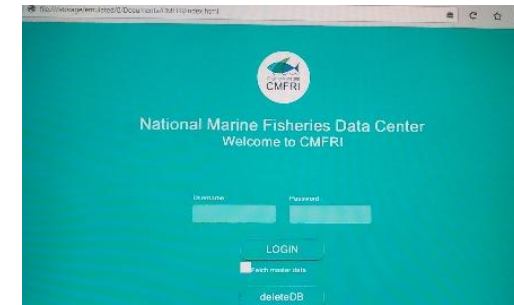 CMFRI
National Marine Fisheries Data Center
Welcome to CMFRI
Username
Password
LOGIN
Fetch master data
deleteDB